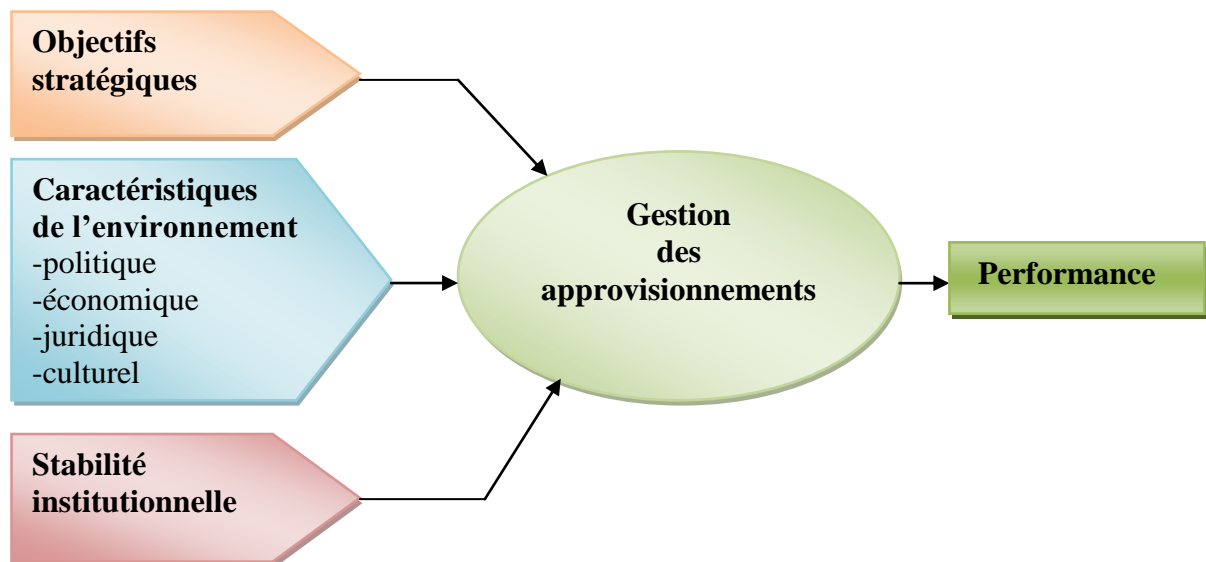 Objectifs
stratégiques
Caractéristiques
de l’environnement
-politique
-économique
-juridique
-culturel
Stabilité
institutionnelle
Gestion
des
approvisionnements
Performance